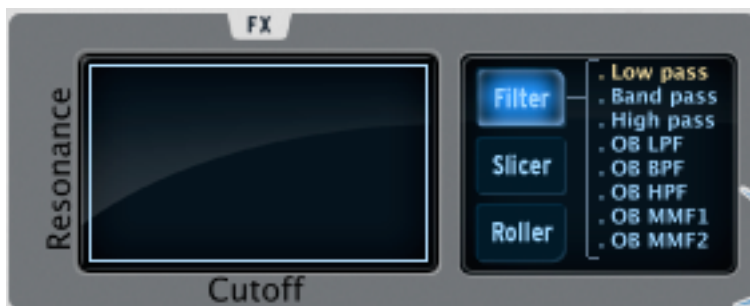 FX
Resonance
Cutoff
Filter
Slicer
Roller
. Low pass
. Band pass
. High pass
. OB LPF
. OB BPF
. OB HPF
. OB MMF1
. OB MMF2